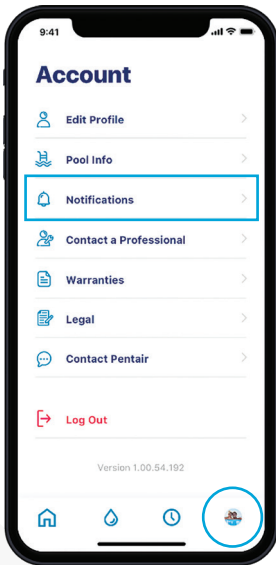 9:41
Account
Edit Profile
Pool Info
Notifications
Contact a Professional
Warranties
Legal
Contact Pentair
Log Out
Version 1.00.54.192